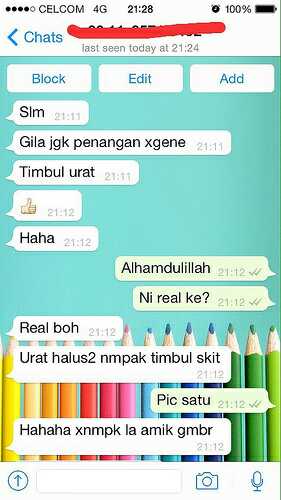 CELCOM 4G 21:28 100%
Chats
last seen today at 21:24
Block Edit Add
Slm 21:11
Gila jgk penangan xgene 21:11
Timbul urat 21:11
👍 21:12
Haha 21:12
Alhamdulillah 21:12
Ni real ke? 21:12
Real boh 21:12
Urat halus2 nmpak timbul skit
21:12
Pic satu 21:12
Hahaha xnmpk la amik gmbr
21:12